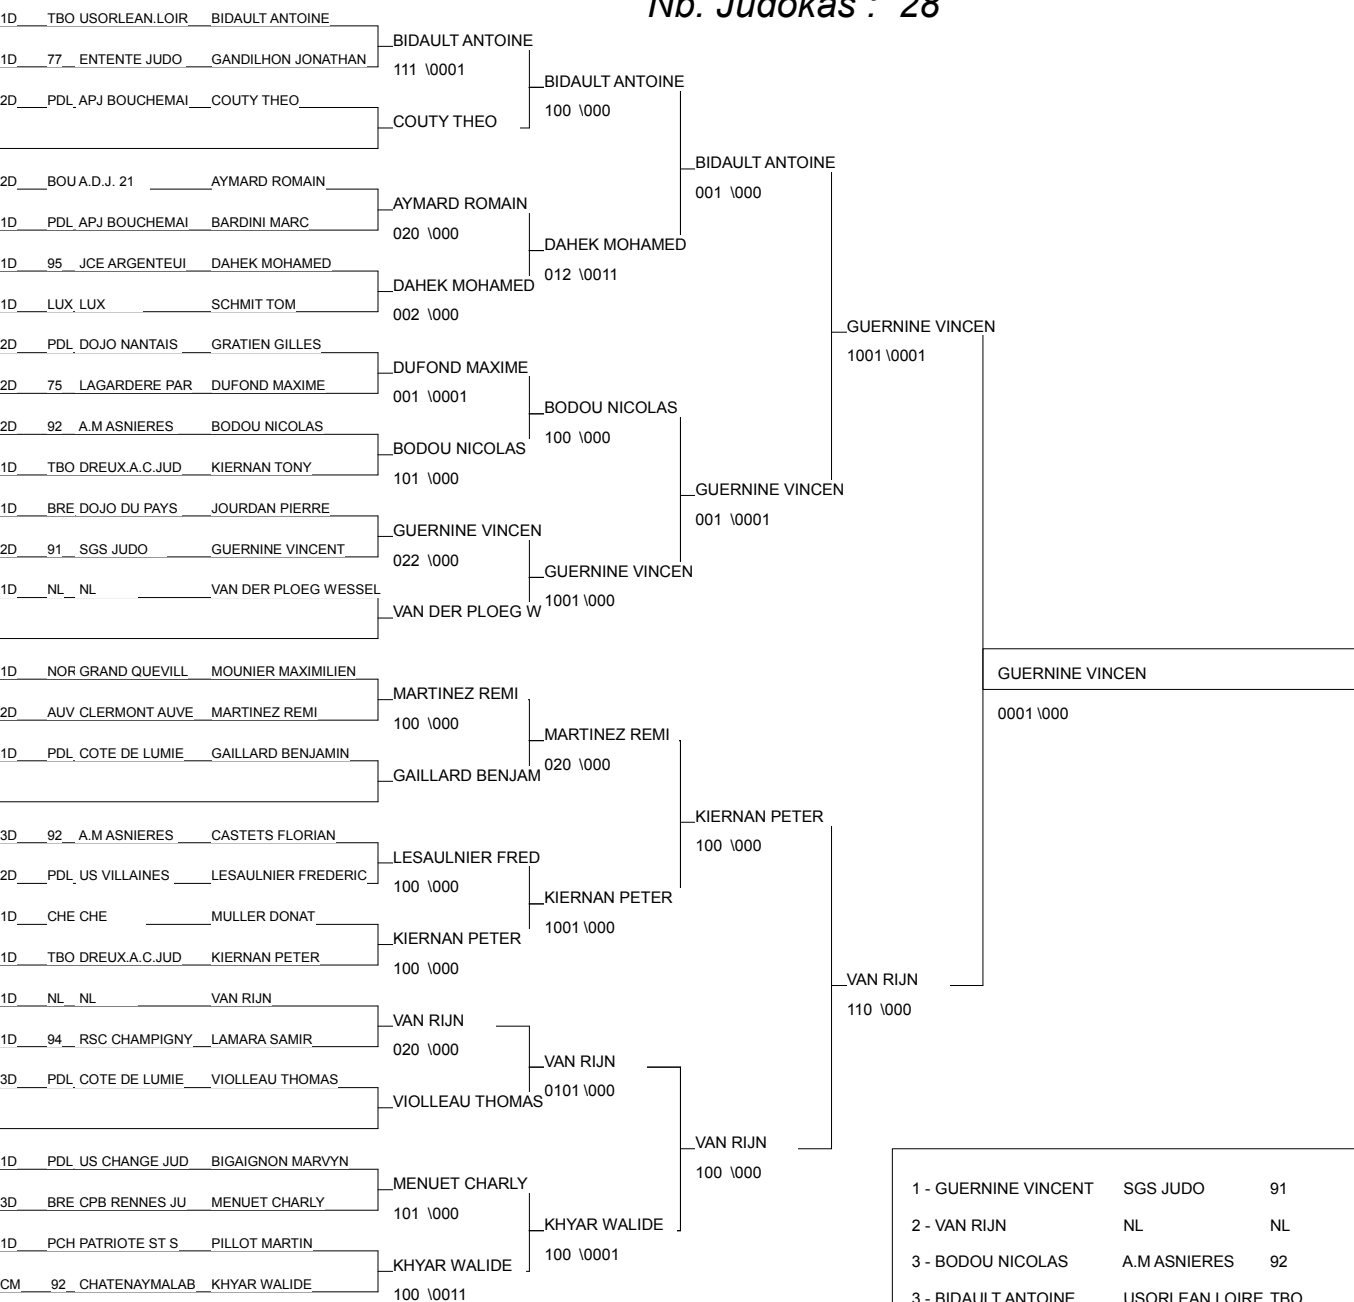 Nb. Judokas : 28
1D TBO USORLEAN.LOIR BIDAULT ANTOINE
BIDAULT ANTOINE
1D 77 ENTENTE JUDO GANDILHON JONATHAN
111 \0001
BIDAULT ANTOINE
2D PDL APJ BOUCHEMAI COUTY THEO
100 \000
COUTY THEO
BIDAULT ANTOINE
2D BOU A.D.J. 21 AYMARD ROMAIN
001 \000
AYMARD ROMAIN
1D PDL APJ BOUCHEMAI BARDINI MARC
020 \000
DAHEK MOHAMED
1D 95 JCE ARGENTEUI DAHEK MOHAMED
012 \0011
DAHEK MOHAMED
1D LUX LUX SCHMIT TOM
002 \000
GUERNINE VINCEN
2D PDL DOJO NANTAIS GRATIEN GILLES
1001 \0001
DUFOND MAXIME
2D 75 LAGARDERE PAR DUFOND MAXIME
001 \0001
BODOU NICOLAS
2D 92 A.M ASNIERES BODOU NICOLAS
100 \000
BODOU NICOLAS
1D TBO DREUX.A.C.JUD KIERNAN TONY
101 \000
GUERNINE VINCEN
1D BRE DOJO DU PAYS JOURDAN PIERRE
001 \0001
GUERNINE VINCEN
2D 91 SGS JUDO GUERNINE VINCENT
022 \000
GUERNINE VINCEN
1D NL NL VAN DER PLOEG WESSEL
1001 \000
VAN DER PLOEG W
1D NOR GRAND QUEVILL MOUNIER MAXIMILIEN
GUERNINE VINCEN
MARTINEZ REMI
2D AUV CLERMONT AUVE MARTINEZ REMI
0001 \000
100 \000
MARTINEZ REMI
1D PDL COTE DE LUMIE GAILLARD BENJAMIN
020 \000
GAILLARD BENJAM
KIERNAN PETER
3D 92 A.M ASNIERES CASTETS FLORIAN
100 \000
LESAULNIER FRED
2D PDL US VILLAINES LESAULNIER FREDERIC
100 \000
KIERNAN PETER
1D CHE CHE MULLER DONAT
1001 \000
KIERNAN PETER
1D TBO DREUX.A.C.JUD KIERNAN PETER
100 \000
VAN RIJN
1D NL NL VAN RIJN
110 \000
VAN RIJN
1D 94 RSC CHAMPIGNY LAMARA SAMIR
020 \000
VAN RIJN
3D PDL COTE DE LUMIE VIOLLEAU THOMAS
0101 \000
VIOLLEAU THOMAS
VAN RIJN
1D PDL US CHANGE JUD BIGAIGNON MARVYN
100 \000
MENUET CHARLY
3D BRE CPB RENNES JU MENUET CHARLY
101 \000
KHYAR WALIDE
1D PCH PATRIOTE ST S PILLOT MARTIN
100 \0001
KHYAR WALIDE
CM 92 CHATENAYMALAB KHYAR WALIDE
100 \0011
1 - GUERNINE VINCENT SGS JUDO 91
2 - VAN RIJN NL NL
3 - BODOU NICOLAS A.M ASNIERES 92
3 - BIDAULT ANTOINE USORLEAN.LOIRE TBO